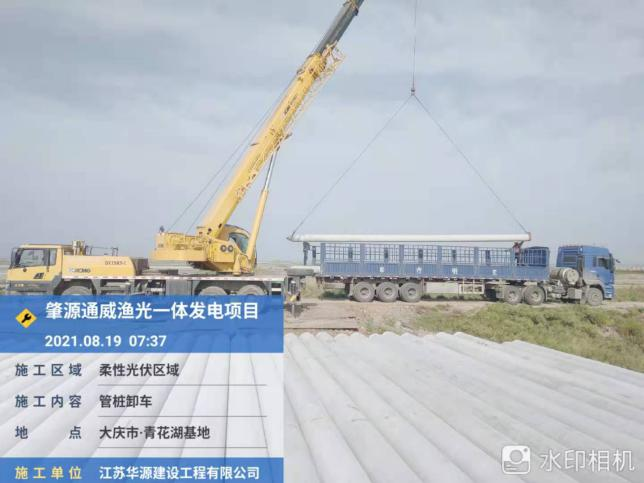 XCMG
肇源通威渔光一体发电项目
2021.08.19 07:37
施工区域 柔性光伏区域
施工内容 管桩卸车
地 点 大庆市·青花湖基地
施工单位 江苏华源建设工程有限公司
水印相机